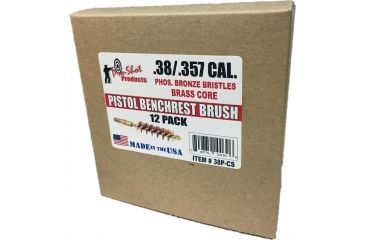 Pro-Shot
Products
.38/.357 CAL.
PHOS. BRONZE BRISTLES
BRASS CORE
PISTOL BENCHREST BRUSH
12 PACK
MADE IN THE USA
ITEM # 38P-CS